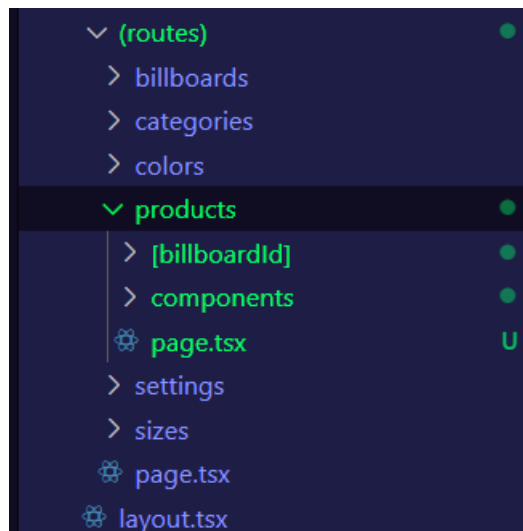 (routes)
billboards
categories
colors
products
[billboardId]
components
page.tsx U
settings
sizes
page.tsx
layout.tsx